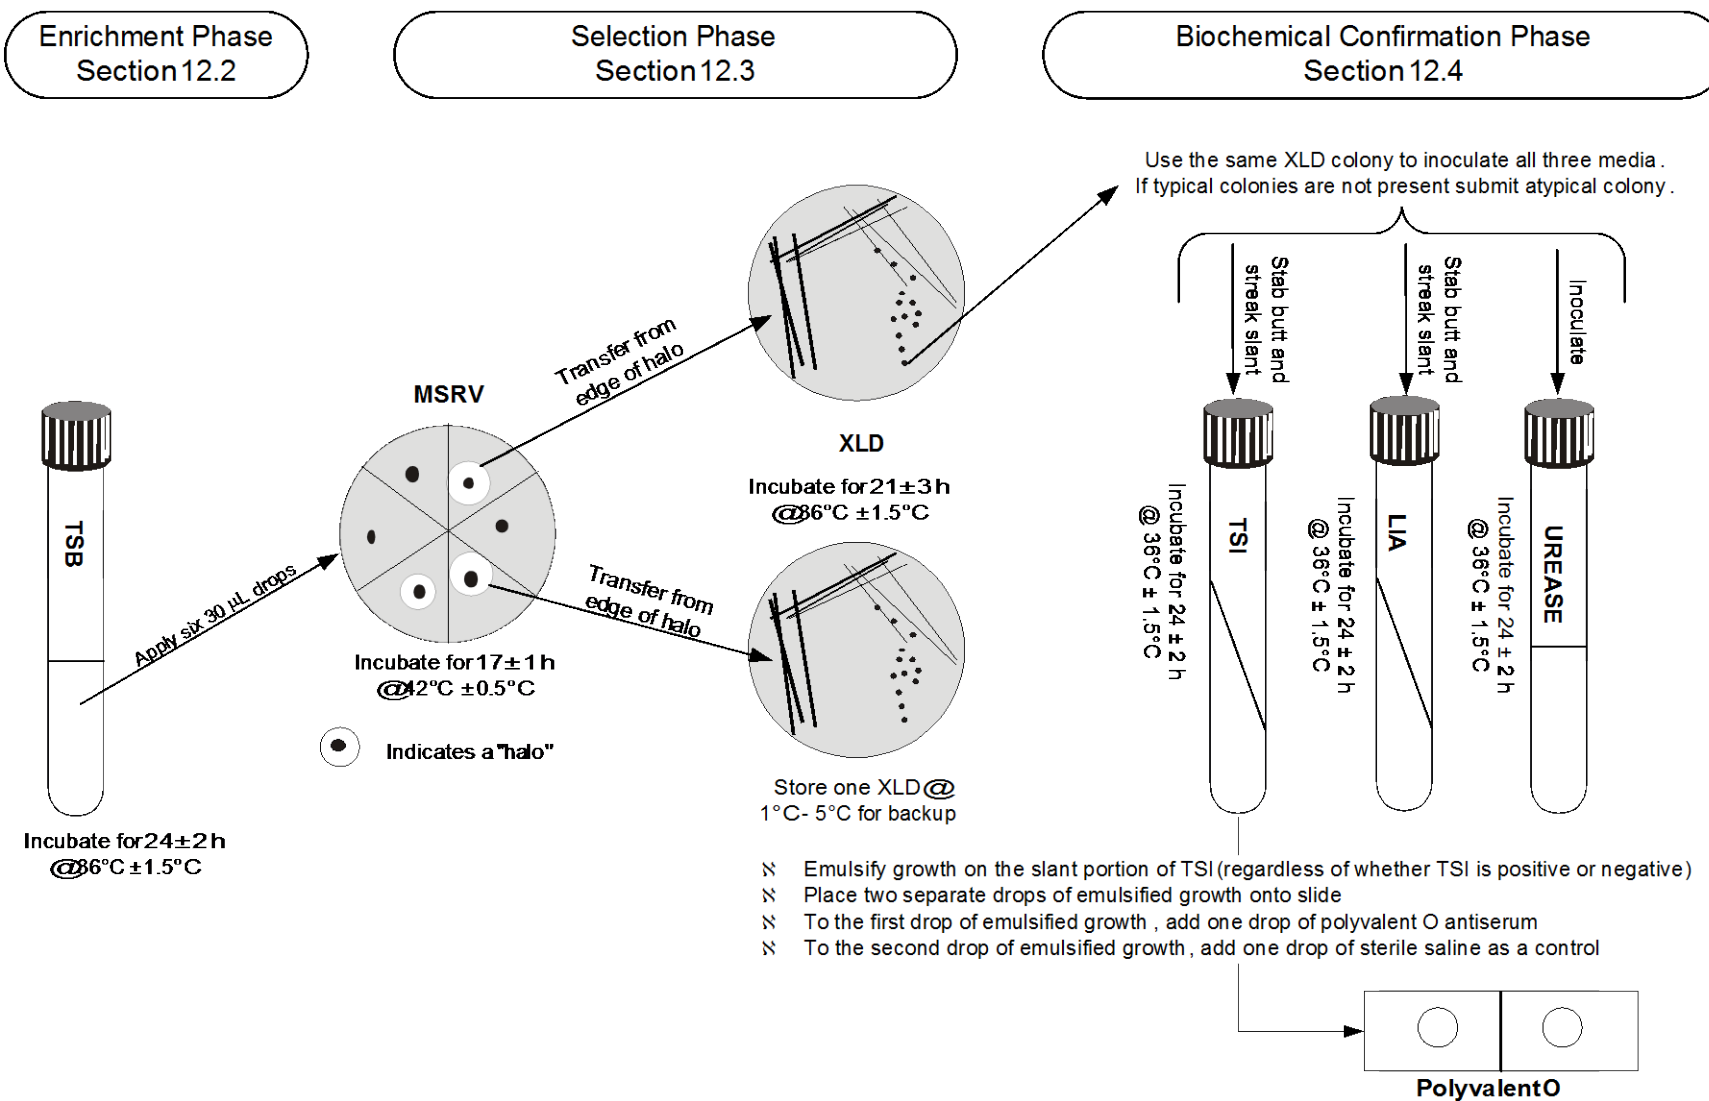 Enrichment Phase
Section 12.2
Selection Phase
Section 12.3
Biochemical Confirmation Phase
Section 12.4
Use the same XLD colony to inoculate all three media.
If typical colonies are not present submit atypical colony.
Stab butt and
streak slant
Stab butt and
streak slant
Inoculate
Transfer from
edge of halo
MSRV
XLD
Incubate for 21±3 h
@36°C ±1.5°C
TSB
Apply six 30 µL drops
Transfer from
edge of halo
Incubate for 17±1 h
@42°C ±0.5°C
Indicates a "halo"
Store one XLD @
1°C- 5°C for backup
Incubate for 24±2 h
@36°C ±1.5°C
TSI
Incubate for 24 ± 2 h
@ 36°C ± 1.5°C
LIA
Incubate for 24 ± 2 h
@ 36°C ± 1.5°C
UREASE
Incubate for 24 ± 2 h
@ 36°C ± 1.5°C
ℵ Emulsify growth on the slant portion of TSI (regardless of whether TSI is positive or negative)
ℵ Place two separate drops of emulsified growth onto slide
ℵ To the first drop of emulsified growth, add one drop of polyvalent O antiserum
ℵ To the second drop of emulsified growth, add one drop of sterile saline as a control
Polyvalent O